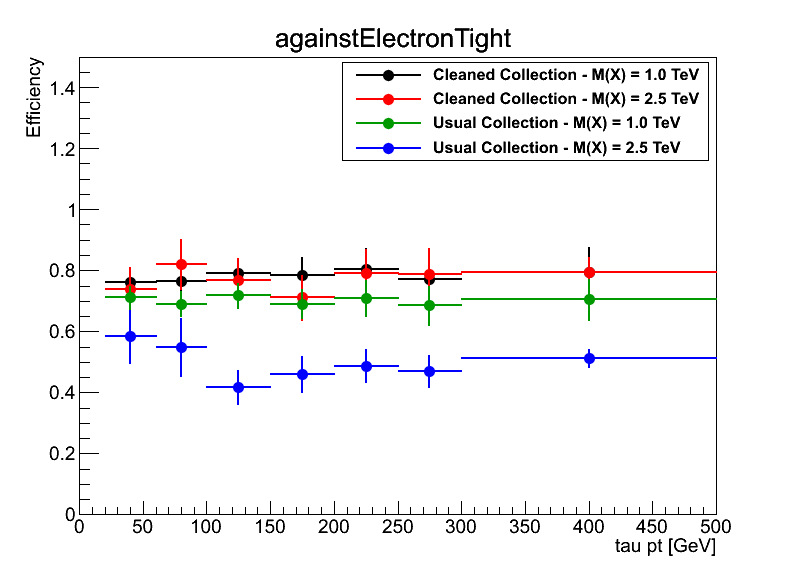 againstElectronTight
Efficiency
Cleaned Collection - M(X) = 1.0 TeV
Cleaned Collection - M(X) = 2.5 TeV
Usual Collection - M(X) = 1.0 TeV
Usual Collection - M(X) = 2.5 TeV
1.4
1.2
1
0.8
0.6
0.4
0.2
0
0 50 100 150 200 250 300 350 400 450 500
tau pt [GeV]